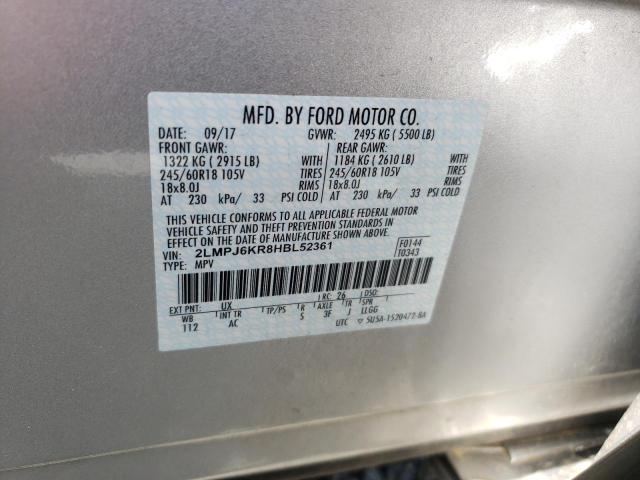 MFD. BY FORD MOTOR CO.
DATE: 09/17 GVWR: 2495 KG ( 5500 LB)
FRONT GAWR: REAR GAWR:
1322 KG ( 2915 LB) WITH 1184 KG ( 2610 LB) WITH
245/60R18 105V TIRES 245/60R18 105V TIRES
18x8.0J RIMS 18x8.0J RIMS
AT 230 kPa/ 33 PSI COLD AT 230 kPa/ 33 PSI COLD
THIS VEHICLE CONFORMS TO ALL APPLICABLE FEDERAL MOTOR
VEHICLE SAFETY AND THEFT PREVENTION STANDARDS IN
EFFECT ON THE DATE OF MANUFACTURE SHOWN ABOVE.
VIN: 2LMPJ6KR8HBL52361 F0144
TYPE: MPV T0343
RC: 26 DSO:
EXT PNT: UX
WB INT TR TP/PS R AXLE TR SPR
112 AC S 3F J LLGG
UTC 5U5A-1520472-BA